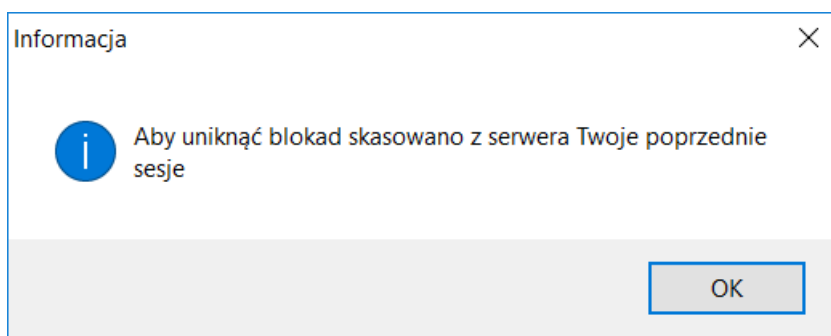 Informacja
Aby uniknąć blokad skasowano z serwera Twoje poprzednie
sesje
OK